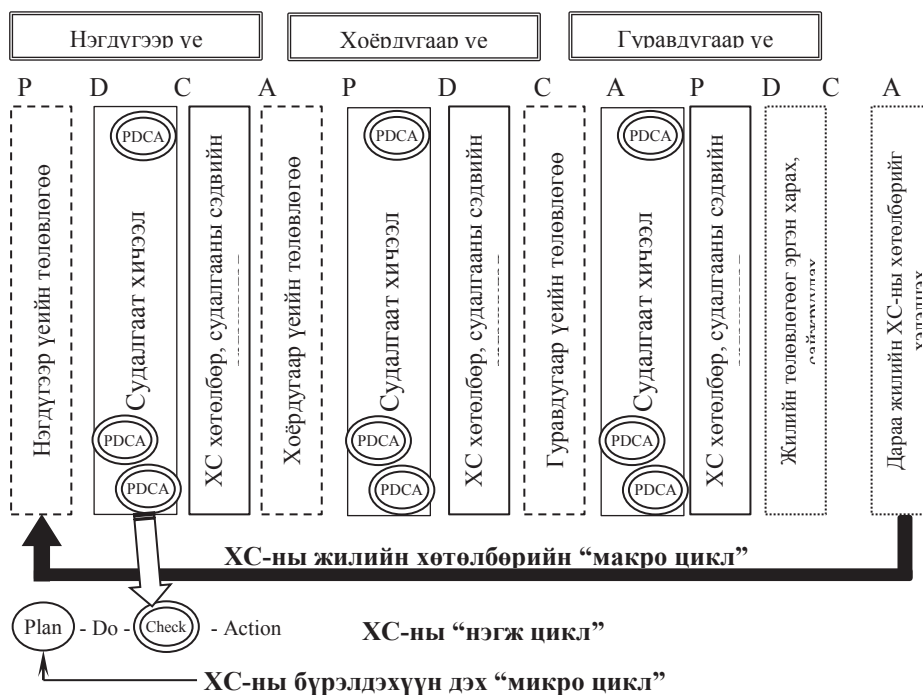 Нэгдүгээр үе
Хоёрдугаар үе
Гуравдугаар үе
P D C A P D C A P D C A
Нэгдүгээр үеийн төлөвлөгөө
PDCA
Судалгаат хичээл
PDCA
PDCA
ХС хөтөлбөр, судалгааны сэдвийн
Хоёрдугаар үеийн төлөвлөгөө
PDCA
Судалгаат хичээл
PDCA
PDCA
ХС хөтөлбөр, судалгааны сэдвийн
Гуравдугаар үеийн төлөвлөгөө
PDCA
Судалгаат хичээл
PDCA
PDCA
ХС хөтөлбөр, судалгааны сэдвийн
Жилийн төлөвлөгөөг эргэн харах,
сайжруулах
Дараа жилийн ХС-ны хөтөлбөрийг
ХС-ны жилийн хөтөлбөрийн “макро цикл”
Plan - Do - Check - Action
ХС-ны “нэгж цикл”
ХС-ны бүрэлдэхүүн дэх “микро цикл”